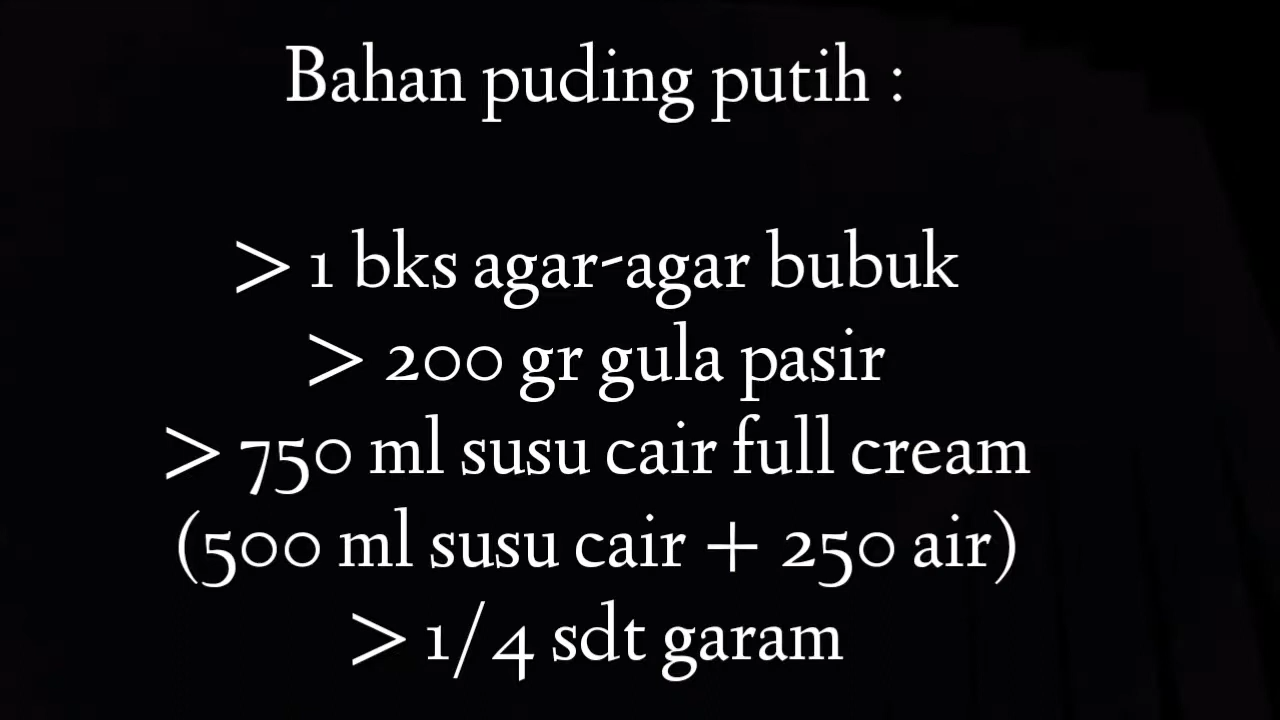 Bahan puding putih :
> 1 bks agar-agar bubuk
> 200 gr gula pasir
> 750 ml susu cair full cream
(500 ml susu cair + 250 air)
> 1/4 sdt garam